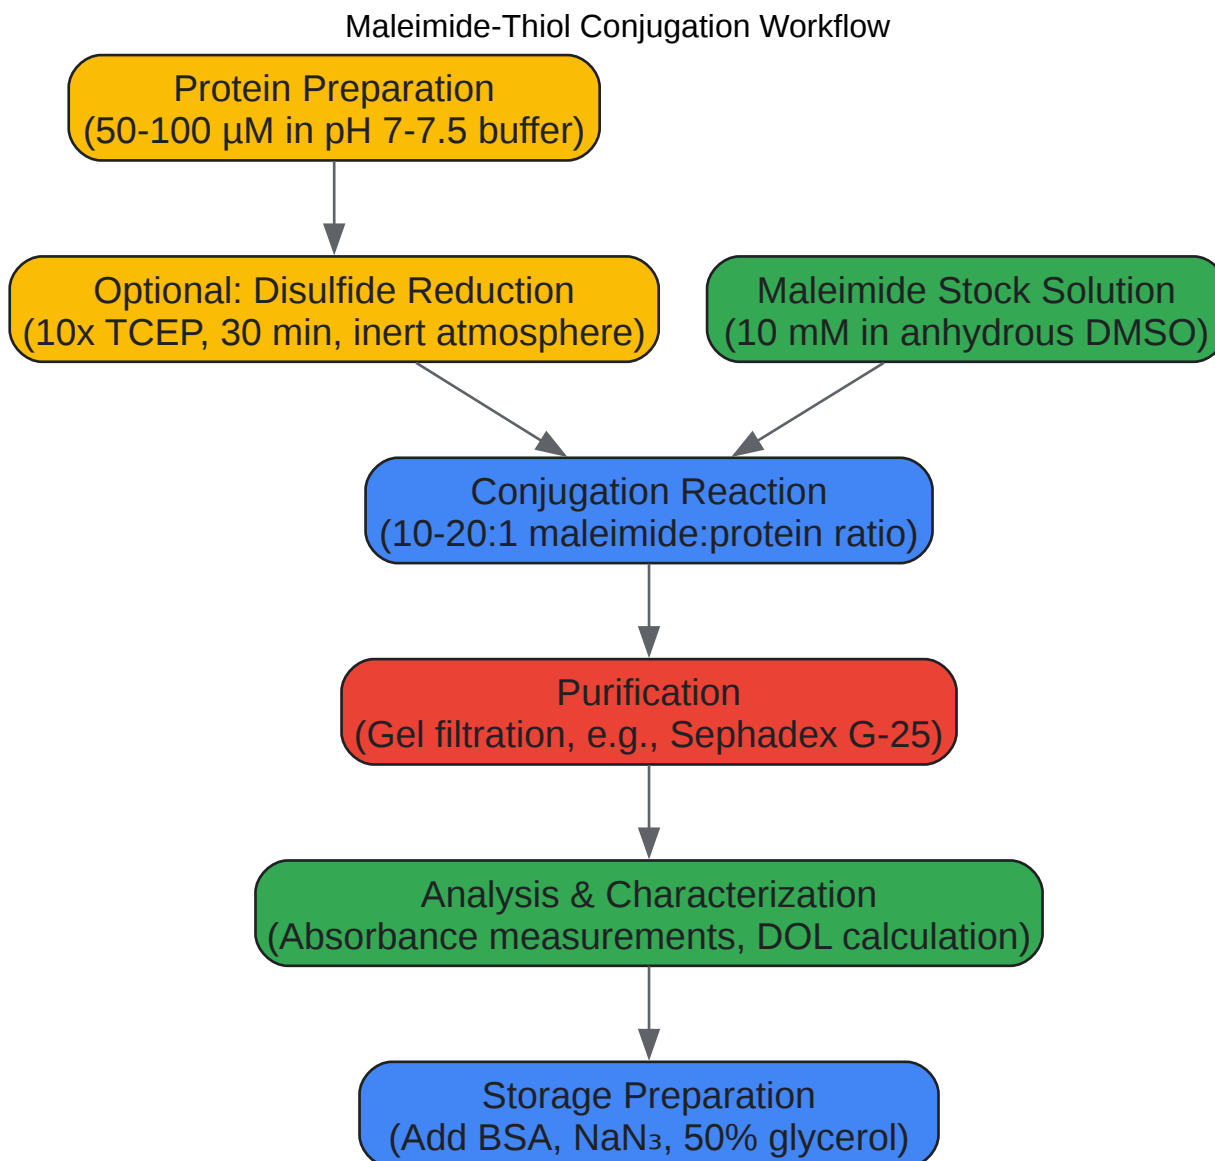 Maleimide-Thiol Conjugation Workflow
Protein Preparation
(50-100 µM in pH 7-7.5 buffer)
Optional: Disulfide Reduction
(10x TCEP, 30 min, inert atmosphere)
Maleimide Stock Solution
(10 mM in anhydrous DMSO)
Conjugation Reaction
(10-20:1 maleimide:protein ratio)
Purification
(Gel filtration, e.g., Sephadex G-25)
Analysis & Characterization
(Absorbance measurements, DOL calculation)
Storage Preparation
(Add BSA, NaN₃, 50% glycerol)